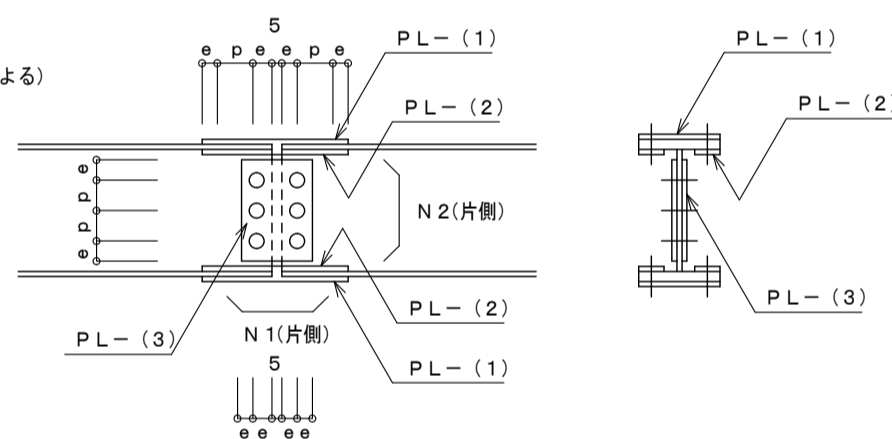 よる)
5
e p e e p e
PL－(1)
PL－(2)
e
p
p
e
N2(片側)
PL－(3)
N1(片側)
PL－(2)
5
PL－(1)
e e e e
PL－(1)
PL－(2)
PL－(3)